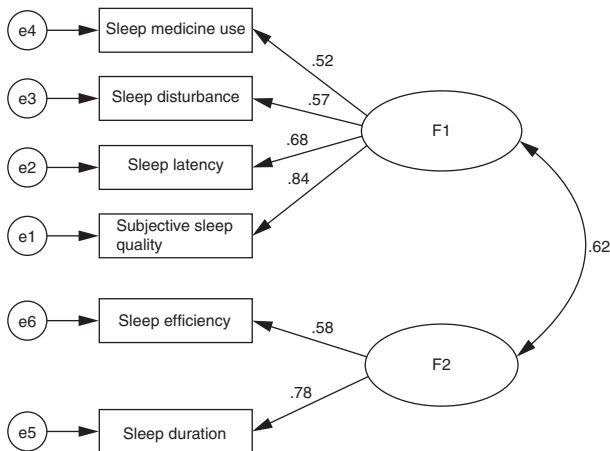 e4
Sleep medicine use
.52
e3
Sleep disturbance
.57
F1
e2
Sleep latency
.68
.84
e1
Subjective sleep
quality
.62
e6
Sleep efficiency
.58
F2
.78
e5
Sleep duration